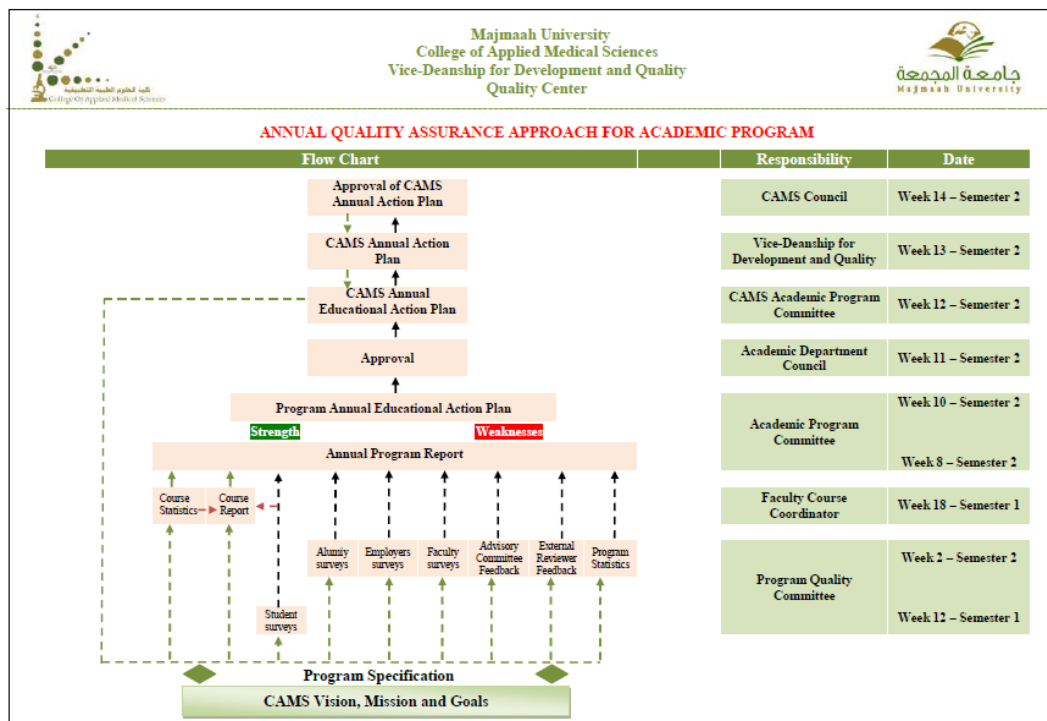 Majmaah University
College of Applied Medical Sciences
Vice-Deanship for Development and Quality
Quality Center
كلية العلوم الطبية التطبيقية
College Of Applied Medical Sciences
جامعة المجمعة
Majmaah University
ANNUAL QUALITY ASSURANCE APPROACH FOR ACADEMIC PROGRAM
Flow Chart
Responsibility
Date
Approval of CAMS
Annual Action Plan
CAMS Council
Week 14 – Semester 2
CAMS Annual Action
Plan
Vice-Deanship for
Development and Quality
Week 13 – Semester 2
CAMS Annual
Educational Action Plan
CAMS Academic Program
Committee
Week 12 – Semester 2
Approval
Academic Department
Council
Week 11 – Semester 2
Program Annual Educational Action Plan
Strength
Weaknesses
Annual Program Report
Academic Program
Committee
Week 10 – Semester 2
Week 8 – Semester 2
Course
Statistics
Course
Report
Faculty Course
Coordinator
Week 18 – Semester 1
Alumiy
surveys
Employers
surveys
Faculty
surveys
Advisory
Committee
Feedback
External
Reviewer
Feedback
Program
Statistics
Student
surveys
Program Quality
Committee
Week 2 – Semester 2
Week 12 – Semester 1
Program Specification
CAMS Vision, Mission and Goals